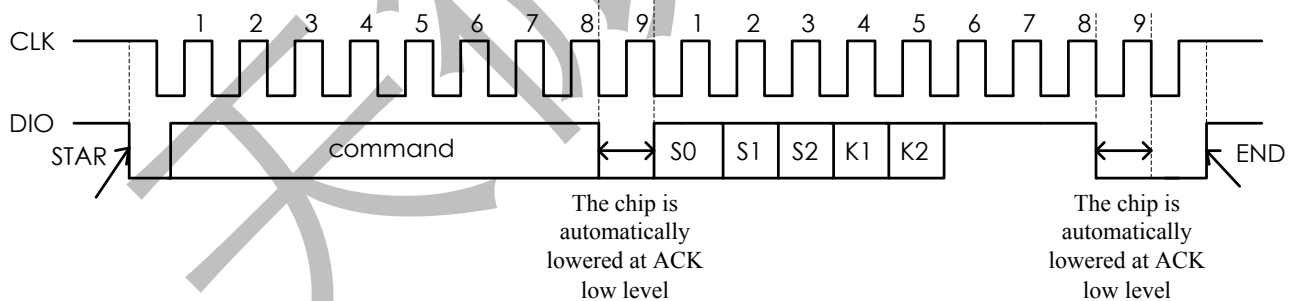 1 2 3 4 5 6 7 8 9 1 2 3 4 5 6 7 8 9
CLK
DIO
STAR
command
S0 S1 S2 K1 K2
END
The chip is
automatically
lowered at ACK
low level
The chip is
automatically
lowered at ACK
low level